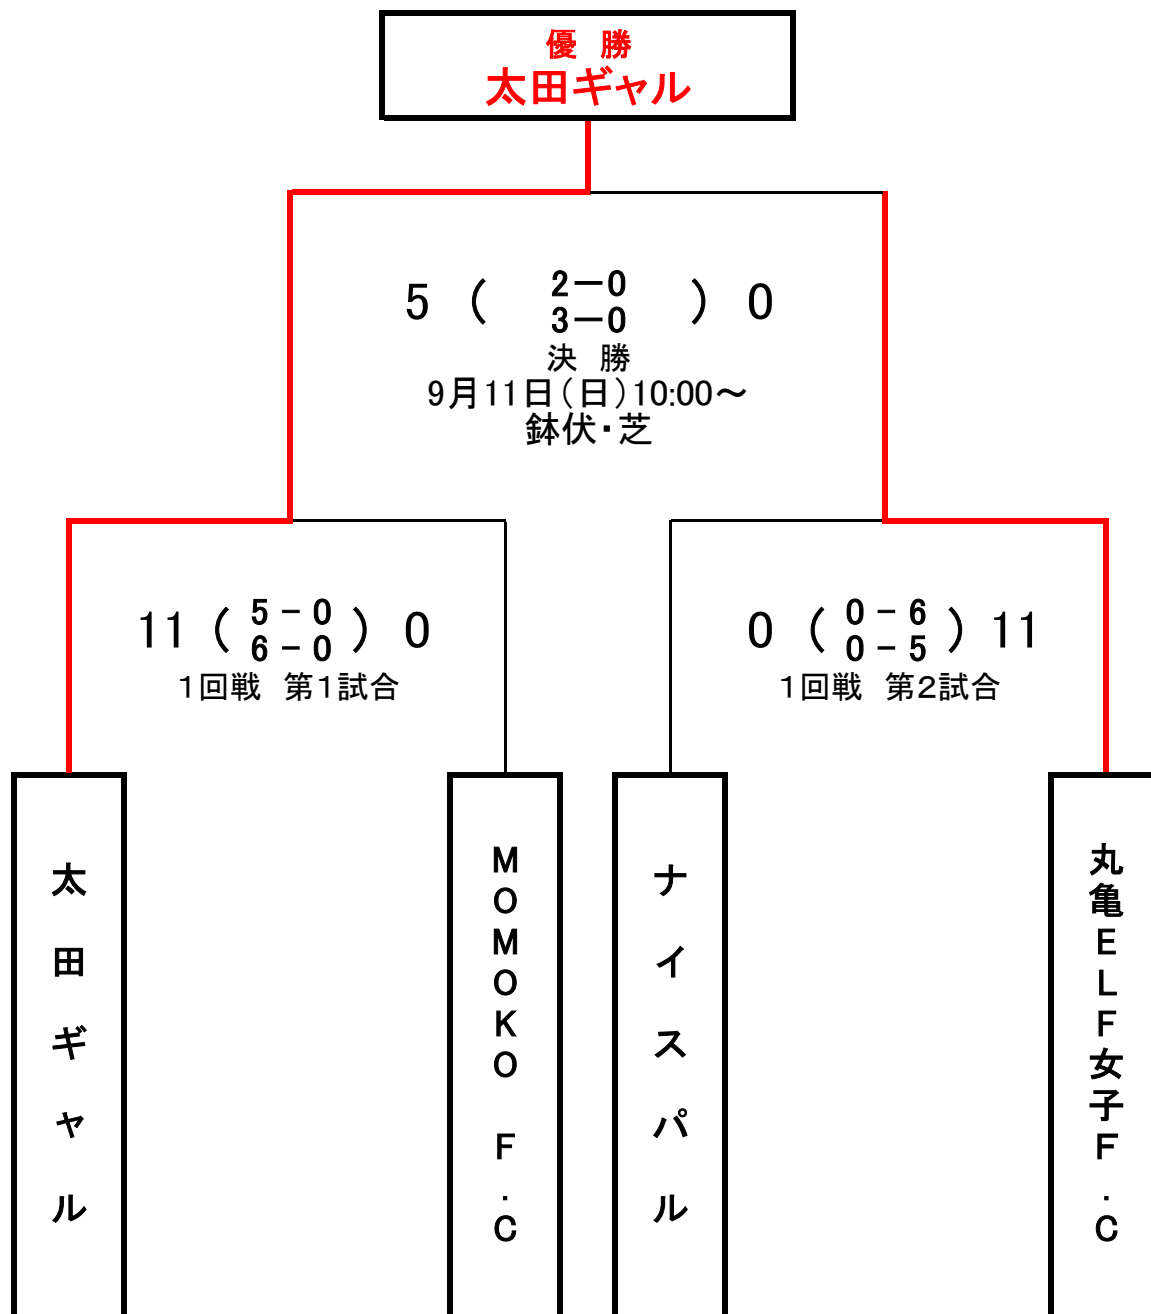 優 勝
太田ギャル
5 ( 2－0 ) 0
3－0
決 勝
9月11日(日)10:00～
鉢伏・芝
11 ( 5 － 0 ) 0
6 － 0
1回戦 第1試合
0 ( 0 － 6 ) 11
0 － 5
1回戦 第2試合
太田ギャル
MOMOKO F.C
ナイスパル
丸亀ELF女子F.C